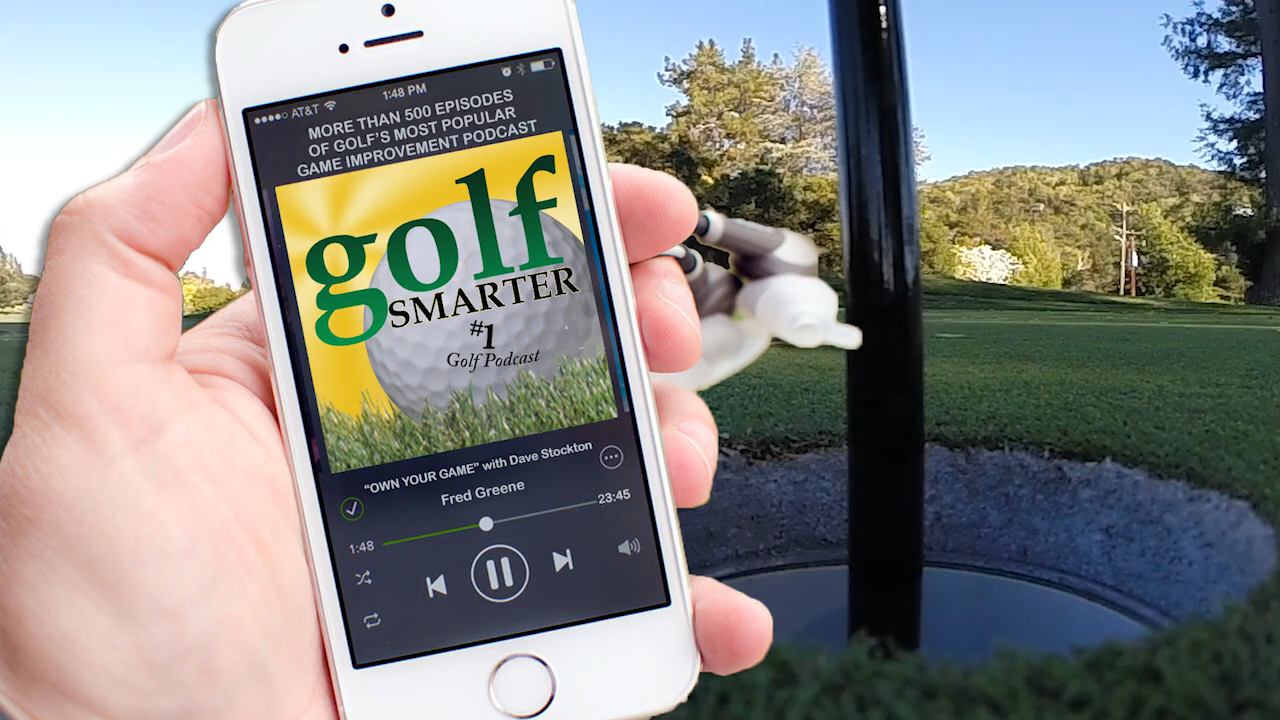 AT&T
1:48 PM
MORE THAN 500 EPISODES
OF GOLF'S MOST POPULAR
GAME IMPROVEMENT PODCAST
golf
SMARTER
#1
Golf Podcast
“OWN YOUR GAME” with Dave Stockton
Fred Greene
1:48
23:45